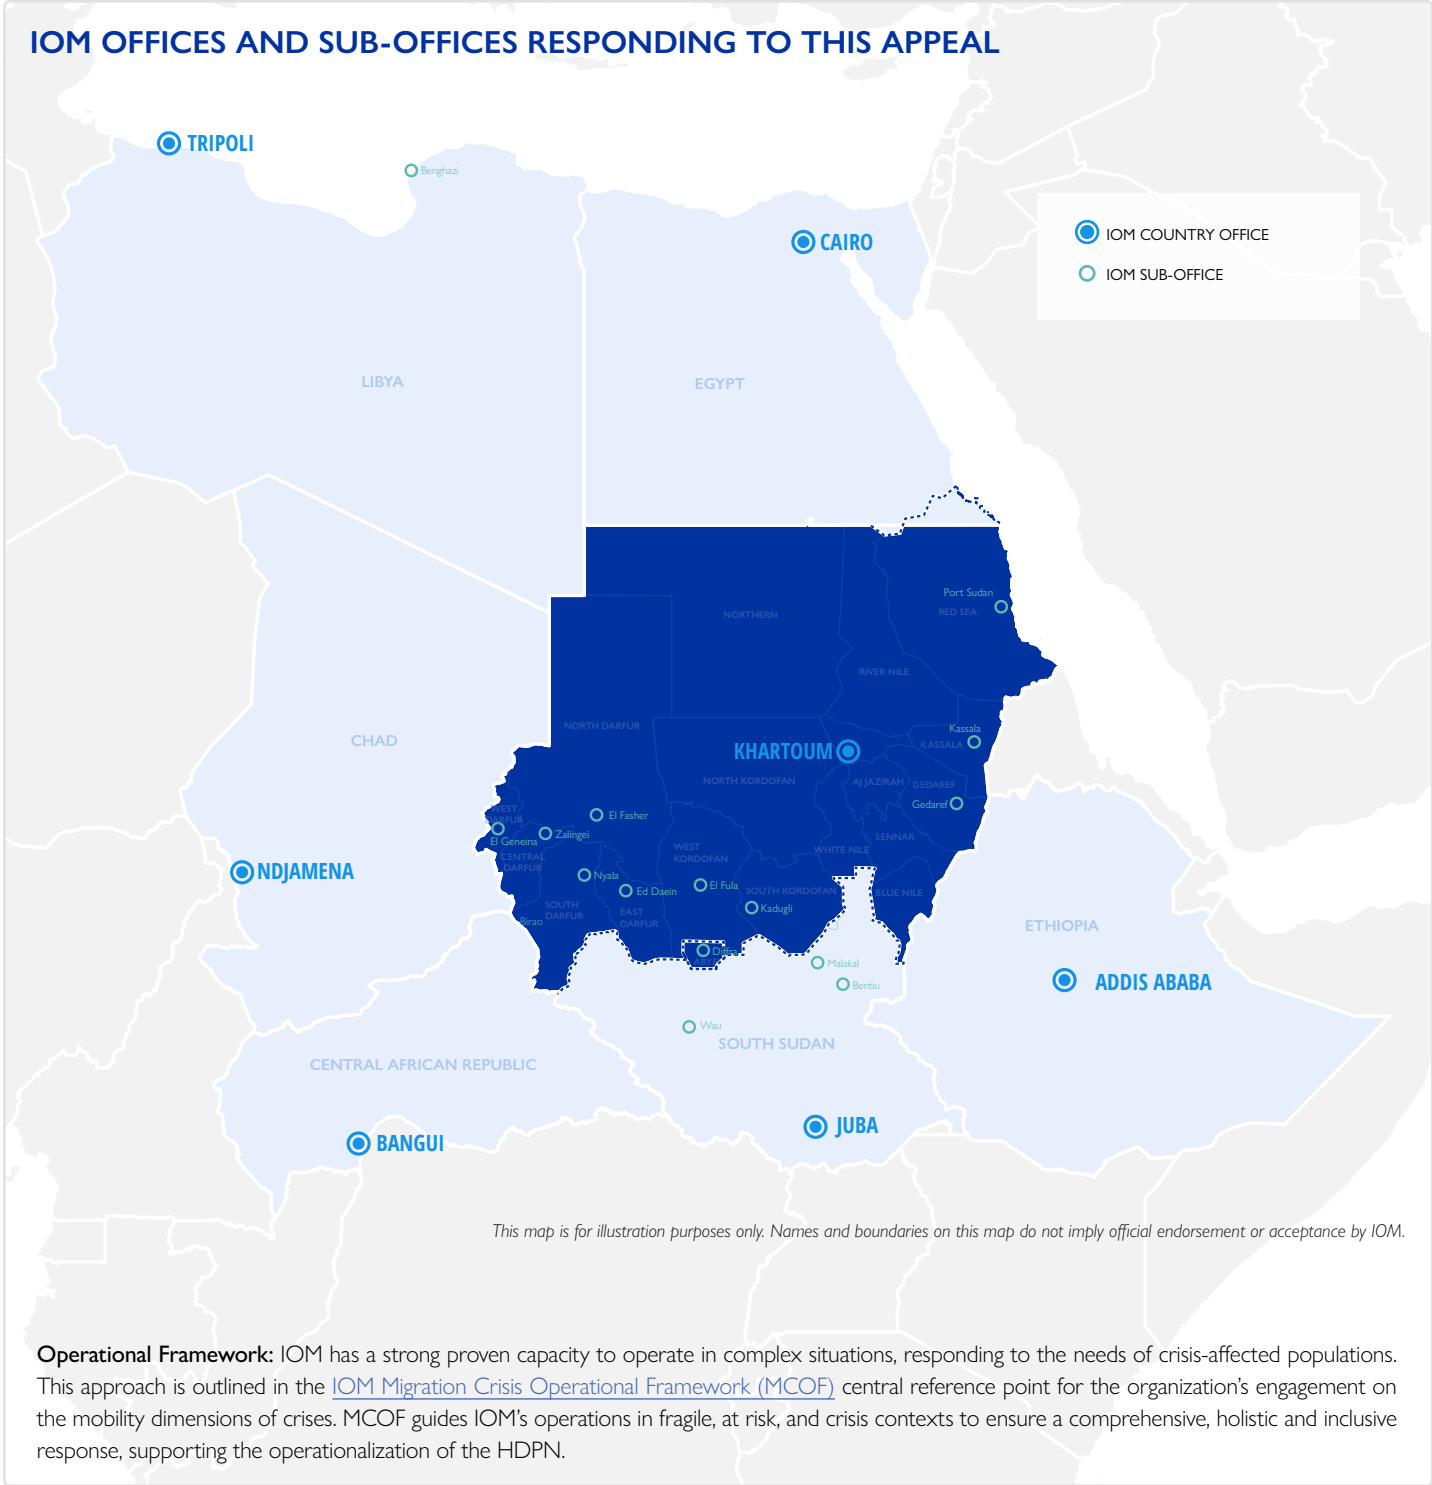 IOM OFFICES AND SUB-OFFICES RESPONDING TO THIS APPEAL
TRIPOLI
Benghazi
CAIRO
IOM COUNTRY OFFICE
IOM SUB-OFFICE
LIBYA
EGYPT
Port Sudan
RED SEA
NORTHERN
RIVER NILE
NORTH DARFUR
Kassala
KASSALA
CHAD
KHARTOUM
NORTH KORDOFAN
AJ JAZIRAH
GEDAREF
Gedaref
WEST
DARFUR
El Fasher
El Geneina
Zalingei
SENNAR
WEST
KORDOFAN
WHITE NILE
CENTRAL
DARFUR
NDJAMENA
Nyala
Ed Daein
El Fula
SOUTH KORDOFAN
BLUE NILE
Kadugli
SOUTH
DARFUR
EAST
DARFUR
Birao
ETHIOPIA
Diffra
Malakal
Bentiu
ADDIS ABABA
Wau
SOUTH SUDAN
CENTRAL AFRICAN REPUBLIC
JUBA
BANGUI
This map is for illustration purposes only. Names and boundaries on this map do not imply official endorsement or acceptance by IOM.
Operational Framework: IOM has a strong proven capacity to operate in complex situations, responding to the needs of crisis-affected populations.
This approach is outlined in the IOM Migration Crisis Operational Framework (MCOF) central reference point for the organization's engagement on
the mobility dimensions of crises. MCOF guides IOM's operations in fragile, at risk, and crisis contexts to ensure a comprehensive, holistic and inclusive
response, supporting the operationalization of the HDPN.